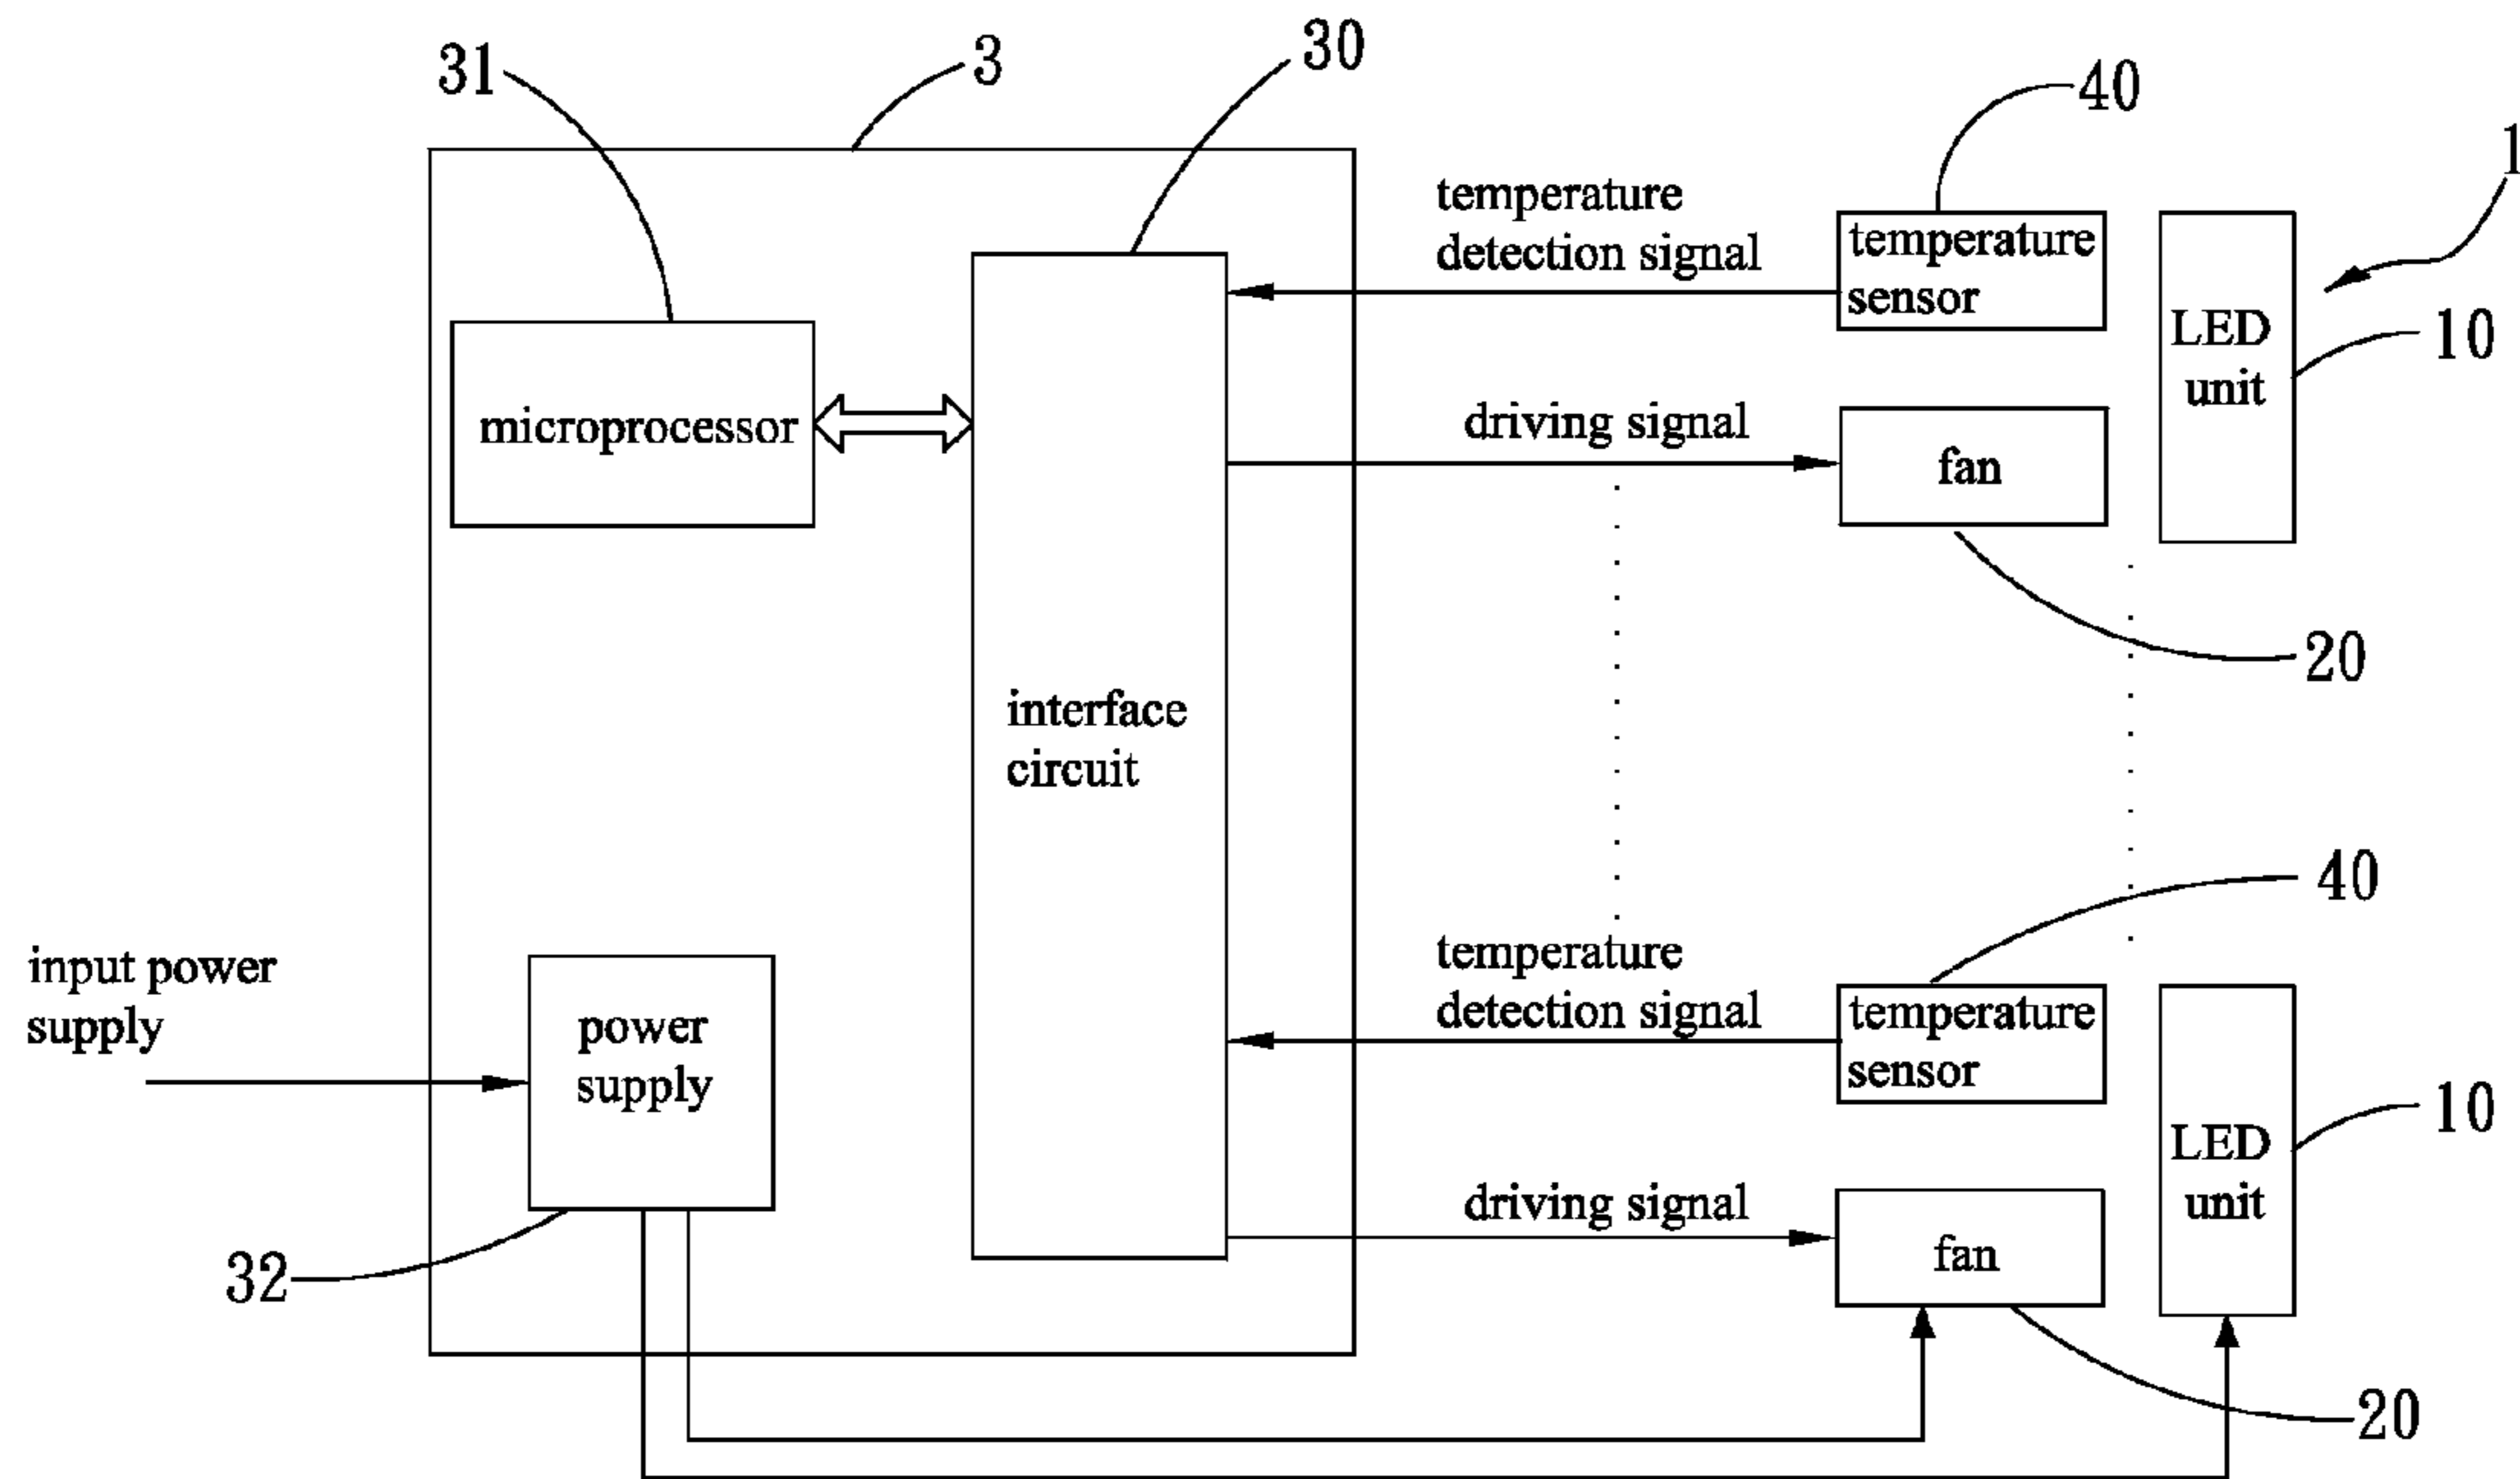 31
3
30
40
1
temperature
detection signal
temperature
sensor
LED
unit
10
microprocessor
driving signal
fan
20
interface
circuit
40
input power
supply
power
supply
temperature
detection signal
temperature
sensor
LED
unit
10
driving signal
fan
32
20